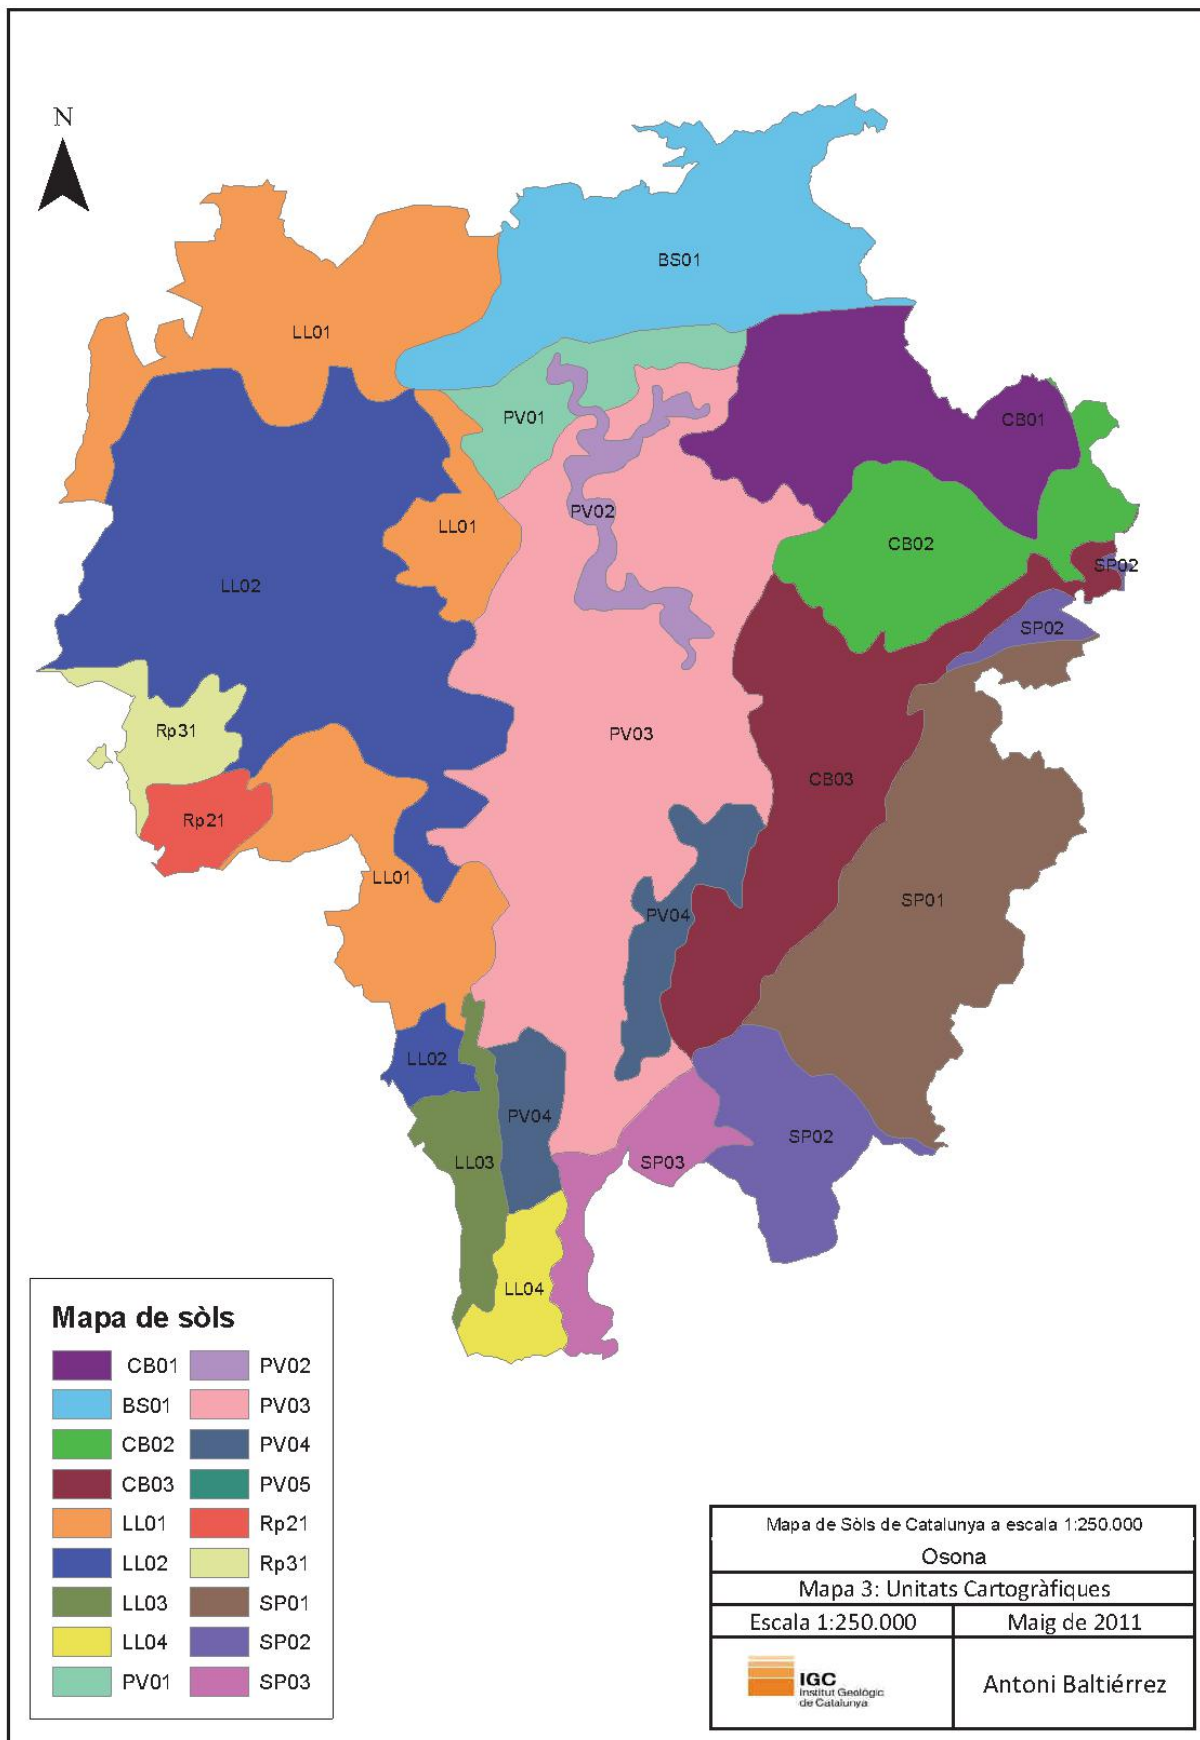 N
BS01
LL01
PV01
CB01
LL01
PV02
CB02
SP02
LL02
SP02
Rp31
PV03
CB03
Rp21
LL01
SP01
PV04
LL02
PV04
SP02
LL03
SP03
LL04
Mapa de sòls
CB01 PV02
BS01 PV03
CB02 PV04
CB03 PV05
LL01 Rp21
LL02 Rp31
LL03 SP01
LL04 SP02
PV01 SP03
Mapa de Sòls de Catalunya a escala 1:250.000
Osona
Mapa 3: Unitats Cartogràfiques
Escala 1:250.000 Maig de 2011
IGC
Institut Geològic
de Catalunya
Antoni Baltiérrez